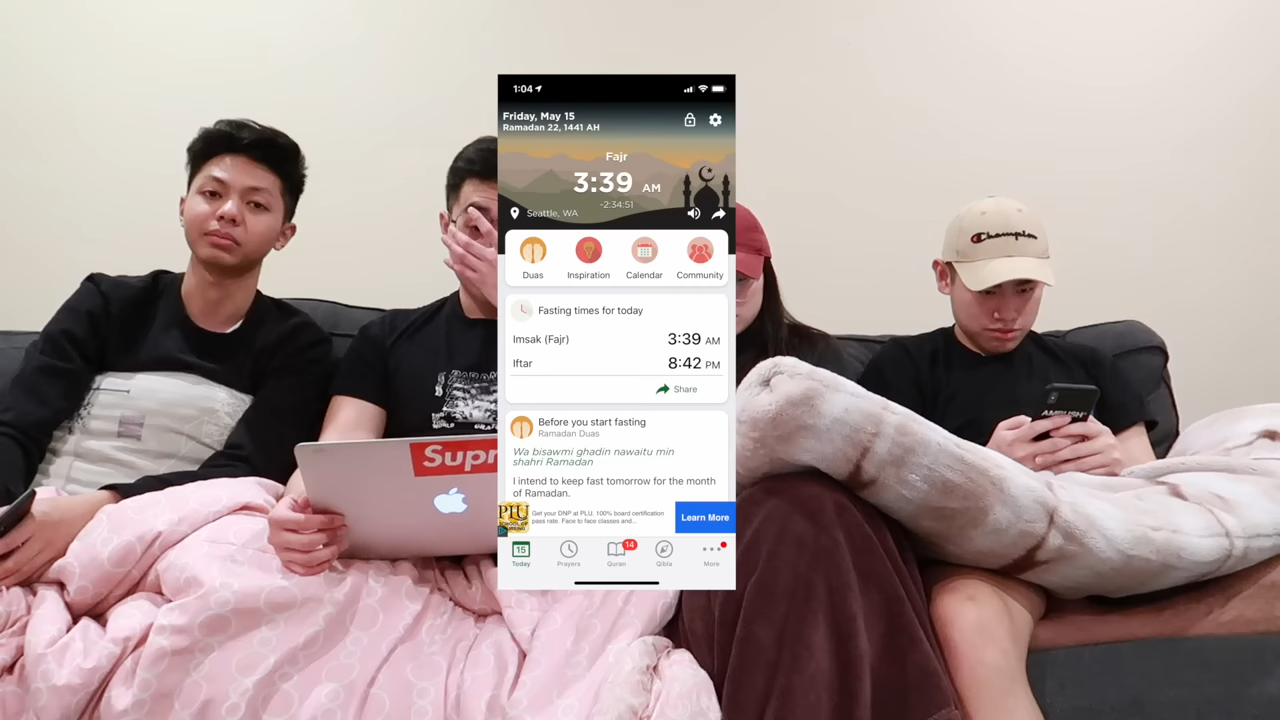 1:04
Friday, May 15
Ramadan 22, 1441 AH
Fajr
3:39 AM
-2:34:51
Seattle, WA
Duas
Inspiration
Calendar
Community
Fasting times for today
Imsak (Fajr)
3:39 AM
Iftar
8:42 PM
Share
Before you start fasting
Ramadan Duas
Wa bisawmi ghadin nawaitu min
shahri Ramadan
I intend to keep fast tomorrow for the month
of Ramadan.
PLU
Get your DNP at PLU. 100% board certification
pass rate. Face to face classes and...
Learn More
15
14
Today
Prayers
Quran
Qibla
More
Supr
Champion
AMBUSH